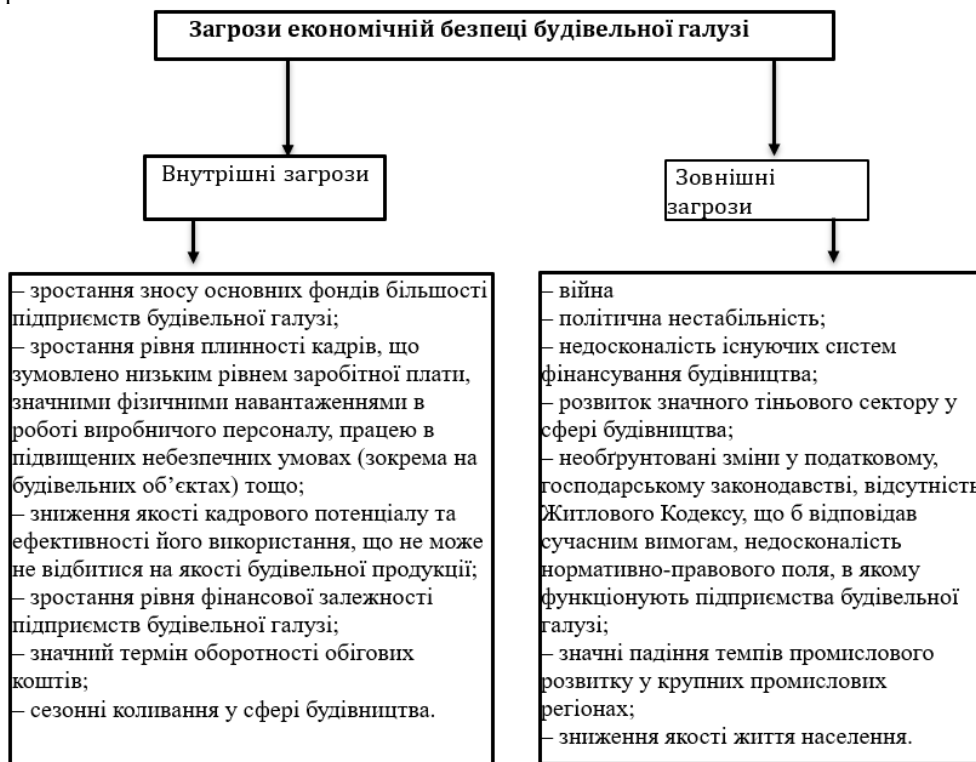 Загрози економічній безпеці будівельної галузі
Внутрішні загрози
– зростання зносу основних фондів більшості
підприємств будівельної галузі;
– зростання рівня плинності кадрів, що
зумовлено низьким рівнем заробітної плати,
значними фізичними навантаженнями в
роботі виробничого персоналу, працею в
підвищених небезпечних умовах (зокрема на
будівельних об’єктах) тощо;
– зниження якості кадрового потенціалу та
ефективності його використання, що не може
не відбитися на якості будівельної продукції;
– зростання рівня фінансової залежності
підприємств будівельної галузі;
– значний термін оборотності обігових
коштів;
– сезонні коливання у сфері будівництва.
Зовнішні
загрози
– війна
– політична нестабільність;
– недосконалість існуючих систем
фінансування будівництва;
– розвиток значного тіньового сектору у
сфері будівництва;
– необґрунтовані зміни у податковому,
господарському законодавстві, відсутність
Житлового Кодексу, що б відповідав
сучасним вимогам, недосконалість
нормативно-правового поля, в якому
функціонують підприємства будівельної
галузі;
– значні падіння темпів промислового
розвитку у крупних промислових
регіонах;
– зниження якості життя населення.